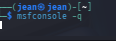 ──(jean㉿jean)-[~]
└─# msfconsole -q